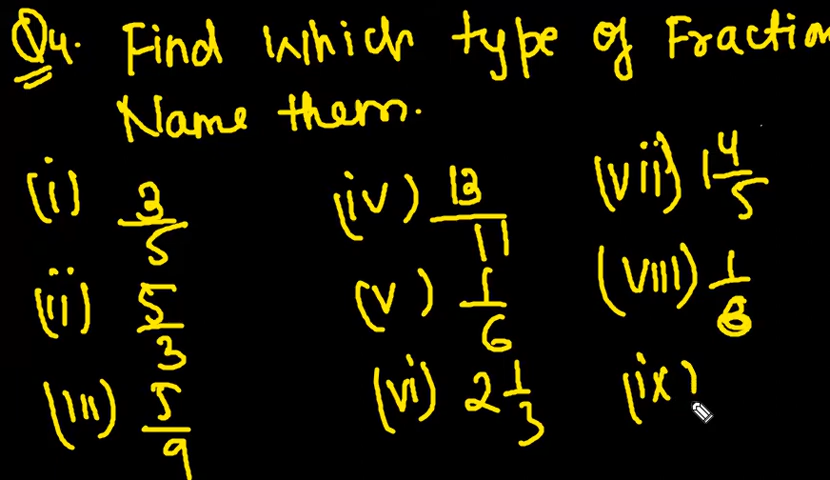 Q4. Find Which type of Fraction
Name them.
(i) 3/5
(ii) 5/3
(iii) 5/9
(iv) 13/11
(v) 1/6
(vi) 2 1/3
(vii) 1 4/5
(viii) 1/8
(ix)